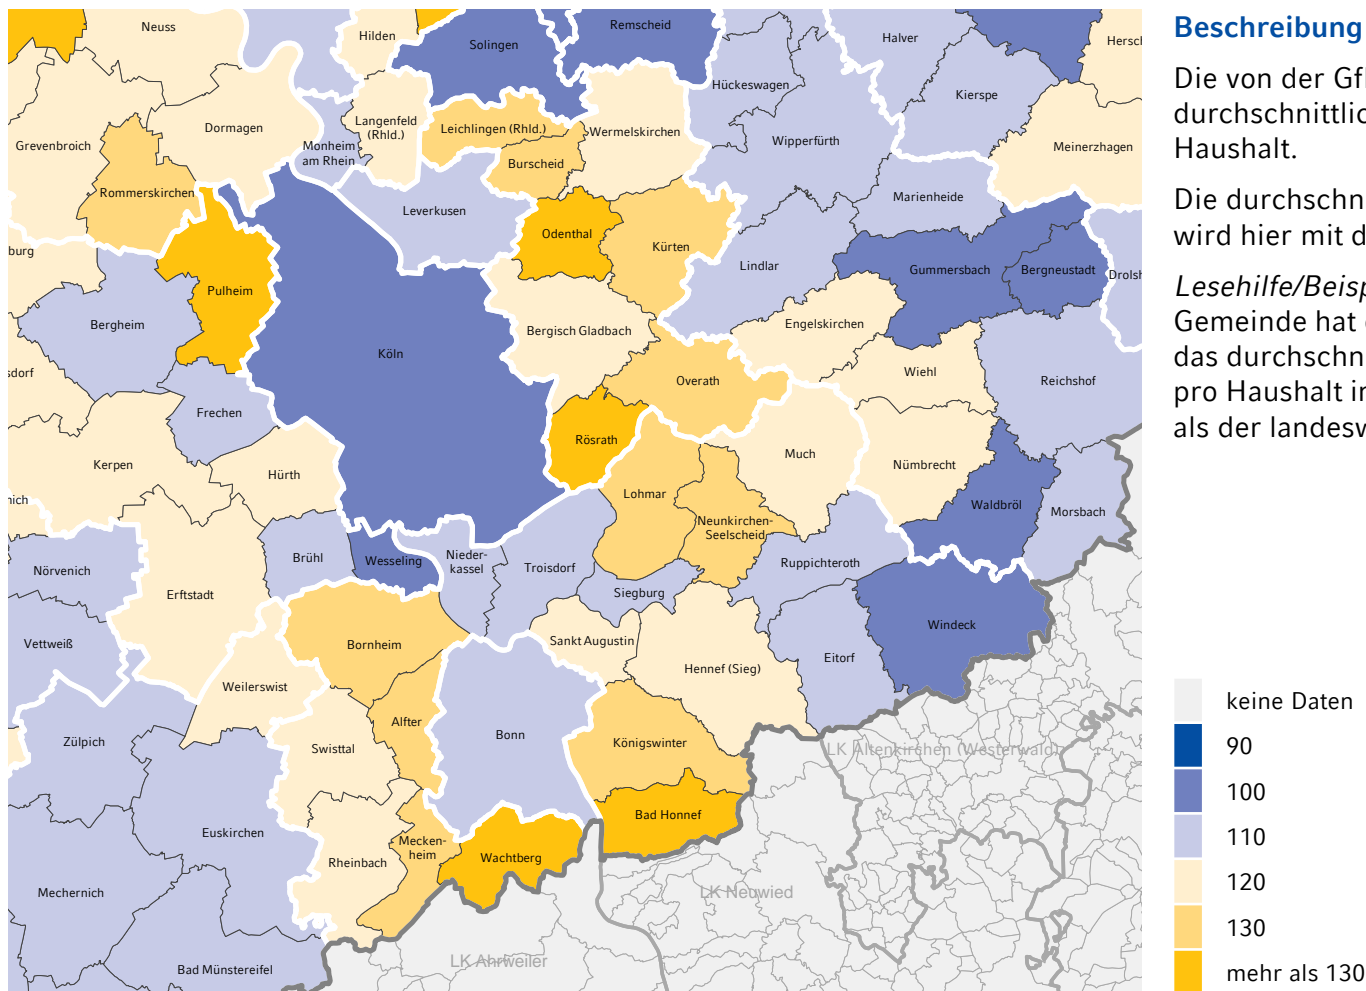 Neuss
Hilden
Solingen
Remscheid
Halver
Hersch
Hückeswagen
Kierspe
Grevenbroich
Dormagen
Langenfeld
(Rhld.)
Leichlingen (Rhld.)
Wermelskirchen
Wipperfürth
Meinerzhagen
Monheim
am Rhein
Burscheid
Rommerskirchen
Leverkusen
Marienheide
Odenthal
Kürten
burg
Lindlar
Gummersbach
Bergneustadt
Drolsh
Pulheim
Bergheim
Bergisch Gladbach
Engelskirchen
Köln
sdorf
Overath
Wiehl
Reichshof
Frechen
Rösrath
Much
Kerpen
Hürth
Nümbrecht
nich
Lohmar
Waldbröl
Morsbach
Neunkirchen-
Seelscheid
Nörvenich
Brühl
Wesseling
Nieder-
kassel
Troisdorf
Ruppichteroth
Erftstadt
Siegburg
Windeck
Vettweiß
Bornheim
Sankt Augustin
Hennef (Sieg)
Eitorf
Weilerswist
Alfter
Zülpich
Swisttal
Bonn
Königswinter
LK Altenkirchen (Westerwald)
Bad Honnef
Euskirchen
Rheinbach
Mecken-
heim
Wachtberg
Mechernich
LK Neuwied
Bad Münstereifel
LK Ahrweiler
Beschreibung
Die von der Gf
durchschnittlic
Haushalt.
Die durchschn
wird hier mit d
Lesehilfe/Beisp
Gemeinde hat
das durchschn
pro Haushalt i
als der landesw
keine Daten
90
100
110
120
130
mehr als 130